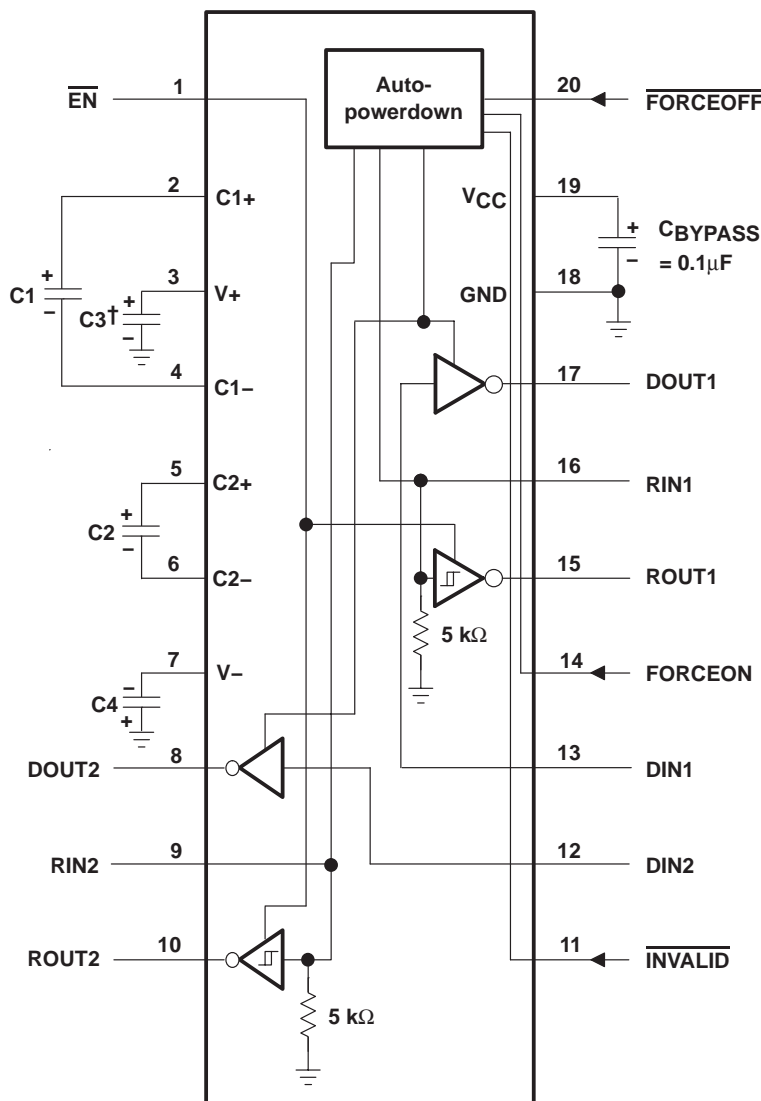 Auto-
powerdown
EN
1
20
FORCEOFF
2
C1+
VCC
19
+
CBYPASS
–
= 0.1µF
C1
+
–
3
V+
+
C3†
–
GND
18
4
C1–
17
DOUT1
5
C2+
16
RIN1
C2
+
–
6
C2–
15
ROUT1
5 kΩ
7
V–
–
C4
+
14
FORCEON
DOUT2
8
13
DIN1
RIN2
9
12
DIN2
ROUT2
10
11
INVALID
5 kΩ